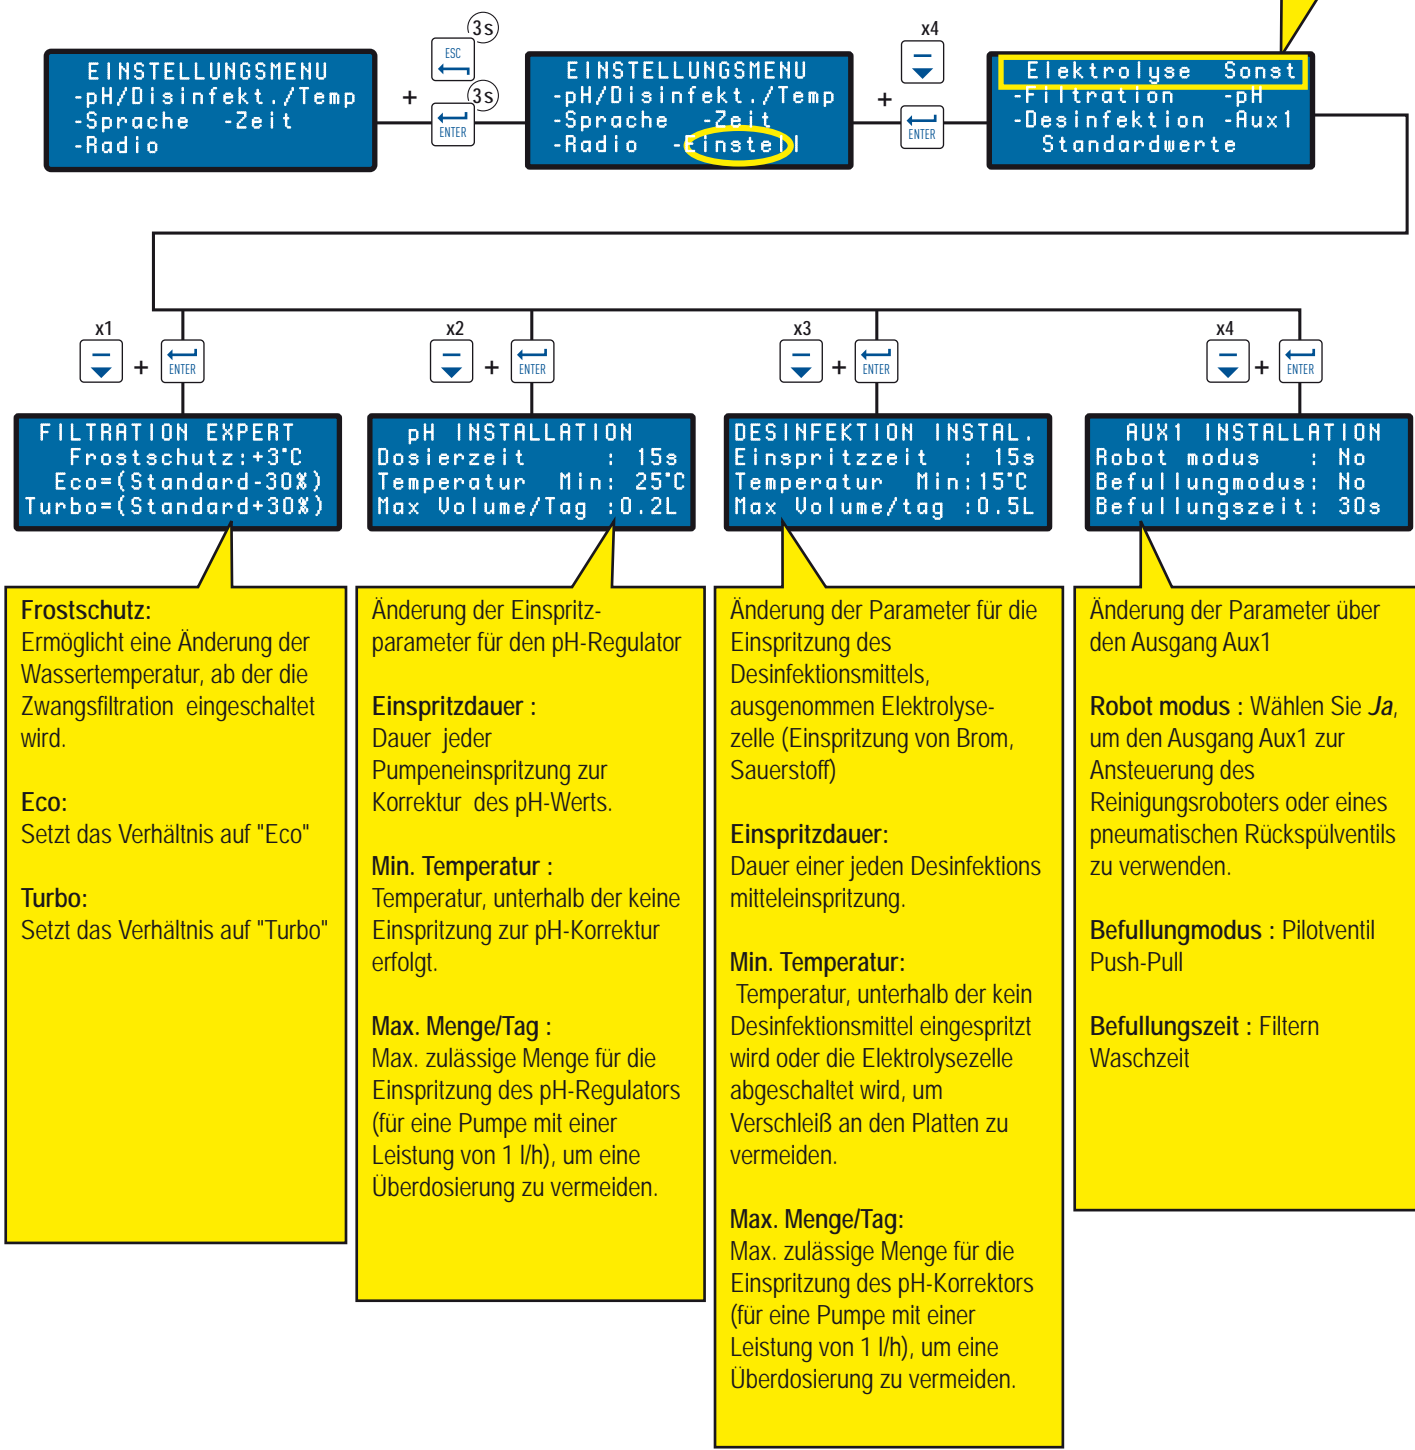 3s
x4
ESC
EINSTELLUNGSMENU
-pH/Disinfekt./Temp
-Sprache -Zeit
-Radio
+
3s
ENTER
EINSTELLUNGSMENU
-pH/Disinfekt./Temp
-Sprache -Zeit
-Radio -Einstell
+
ENTER
Elektrolyse Sonst
-Filtration -pH
-Desinfektion -Aux1
Standardwerte
x1
+
ENTER
x2
+
ENTER
x3
+
ENTER
x4
+
ENTER
FILTRATION EXPERT
Frostschutz:+3°C
Eco=(Standard-30%)
Turbo=(Standard+30%)
pH INSTALLATION
Dosierzeit : 15s
Temperatur Min: 25°C
Max Volume/Tag :0.2L
DESINFEKTION INSTAL.
Einspritzzeit : 15s
Temperatur Min:15°C
Max Volume/tag :0.5L
AUX1 INSTALLATION
Robot modus : No
Befullungmodus: No
Befullungszeit: 30s
Frostschutz:
Ermöglicht eine Änderung der
Wassertemperatur, ab der die
Zwangsfiltration eingeschaltet
wird.
Eco:
Setzt das Verhältnis auf "Eco"
Turbo:
Setzt das Verhältnis auf "Turbo"
Änderung der Einspritz-
parameter für den pH-Regulator
Einspritzdauer :
Dauer jeder
Pumpeneinspritzung zur
Korrektur des pH-Werts.
Min. Temperatur :
Temperatur, unterhalb der keine
Einspritzung zur pH-Korrektur
erfolgt.
Max. Menge/Tag :
Max. zulässige Menge für die
Einspritzung des pH-Regulators
(für eine Pumpe mit einer
Leistung von 1 l/h), um eine
Überdosierung zu vermeiden.
Änderung der Parameter für die
Einspritzung des
Desinfektionsmittels,
ausgenommen Elektrolyse-
zelle (Einspritzung von Brom,
Sauerstoff)
Einspritzdauer:
Dauer einer jeden Desinfektions
mitteleinspritzung.
Min. Temperatur:
Temperatur, unterhalb der kein
Desinfektionsmittel eingespritzt
wird oder die Elektrolysezelle
abgeschaltet wird, um
Verschleiß an den Platten zu
vermeiden.
Max. Menge/Tag:
Max. zulässige Menge für die
Einspritzung des pH-Korrektors
(für eine Pumpe mit einer
Leistung von 1 l/h), um eine
Überdosierung zu vermeiden.
Änderung der Parameter über
den Ausgang Aux1
Robot modus : Wählen Sie Ja,
um den Ausgang Aux1 zur
Ansteuerung des
Reinigungsroboters oder eines
pneumatischen Rückspülventils
zu verwenden.
Befullungmodus : Pilotventil
Push-Pull
Befullungszeit : Filtern
Waschzeit